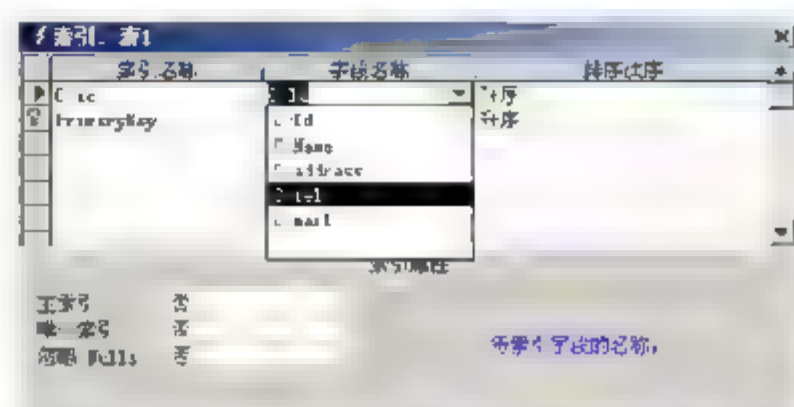 索引. 表1
索引名称 字段名称 排序次序
升序
PrimaryKey 升序
C Id
C Name
C address
C tel
C mail
索引属性
主索引 否
唯一索引 否
忽略 Nulls 否
索引字段的名称。